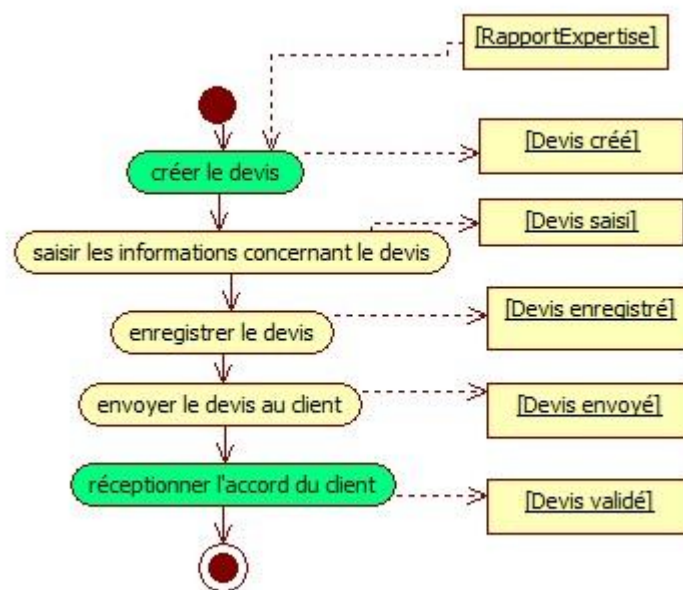 [RapportExpertise]
[Devis créé]
créer le devis
[Devis saisi]
saisir les informations concernant le devis
[Devis enregistré]
enregistrer le devis
envoyer le devis au client
[Devis envoyé]
réceptionner l'accord du client
[Devis validé]